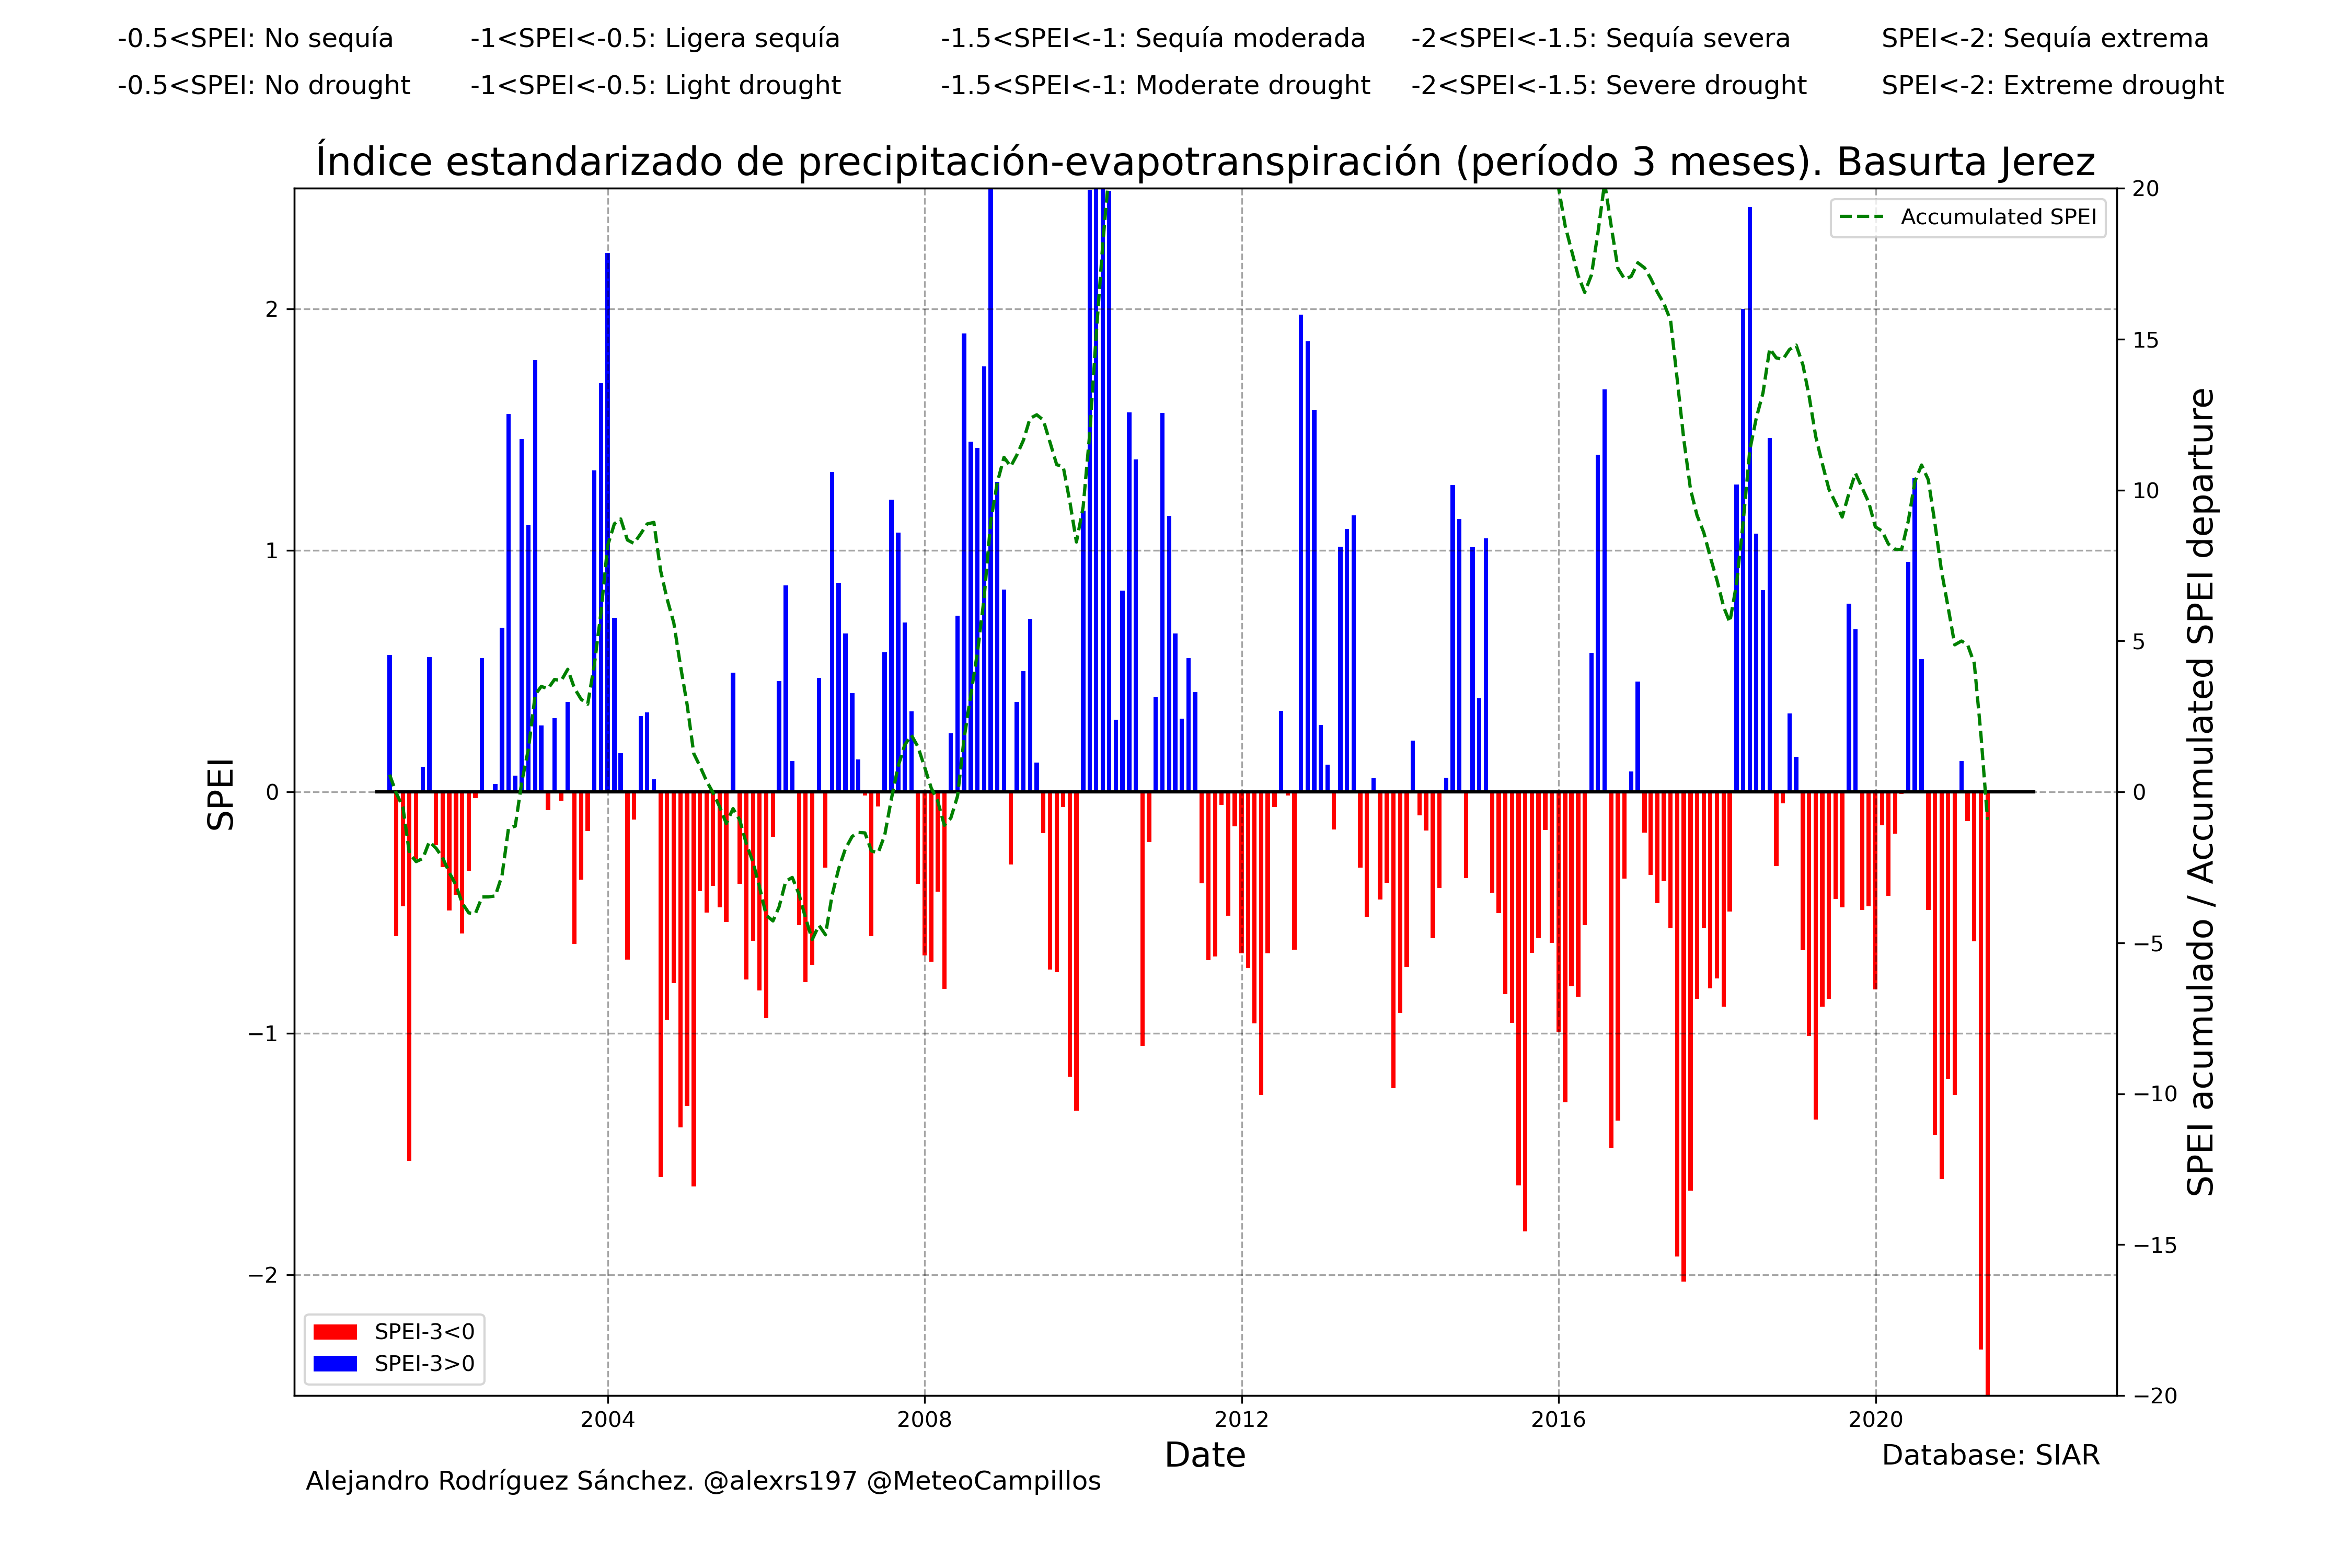 -0.5<SPEI: No sequía -1<SPEI<-0.5: Ligera sequía -1.5<SPEI<-1: Sequía moderada -2<SPEI<-1.5: Sequía severa SPEI<-2: Sequía extrema
-0.5<SPEI: No drought -1<SPEI<-0.5: Light drought -1.5<SPEI<-1: Moderate drought -2<SPEI<-1.5: Severe drought SPEI<-2: Extreme drought
Índice estandarizado de precipitación-evapotranspiración (período 3 meses). Basurta Jerez
SPEI
2
1
0
−1
−2
Accumulated SPEI
20
15
10
5
0
−5
−10
−15
−20
SPEI acumulado / Accumulated SPEI departure
SPEI-3<0
SPEI-3>0
2004 2008 2012 2016 2020
Date
Database: SIAR
Alejandro Rodríguez Sánchez. @alexrs197 @MeteoCampillos